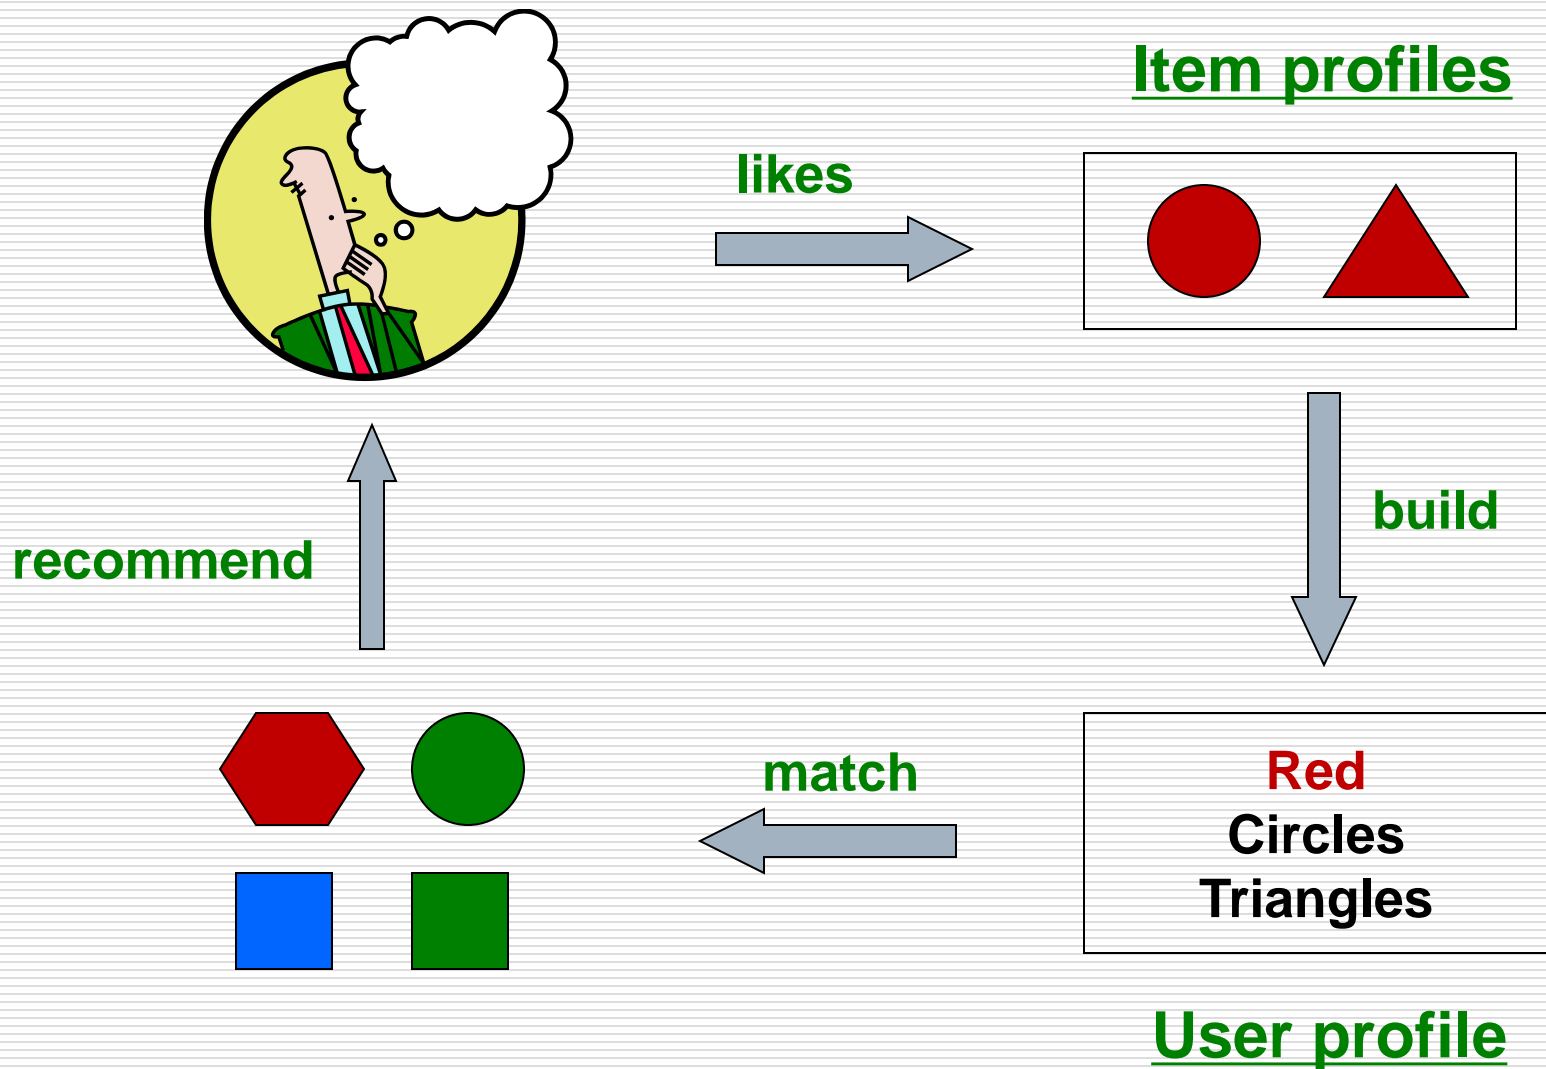 Item profiles
likes
build
recommend
match
Red
Circles
Triangles
User profile